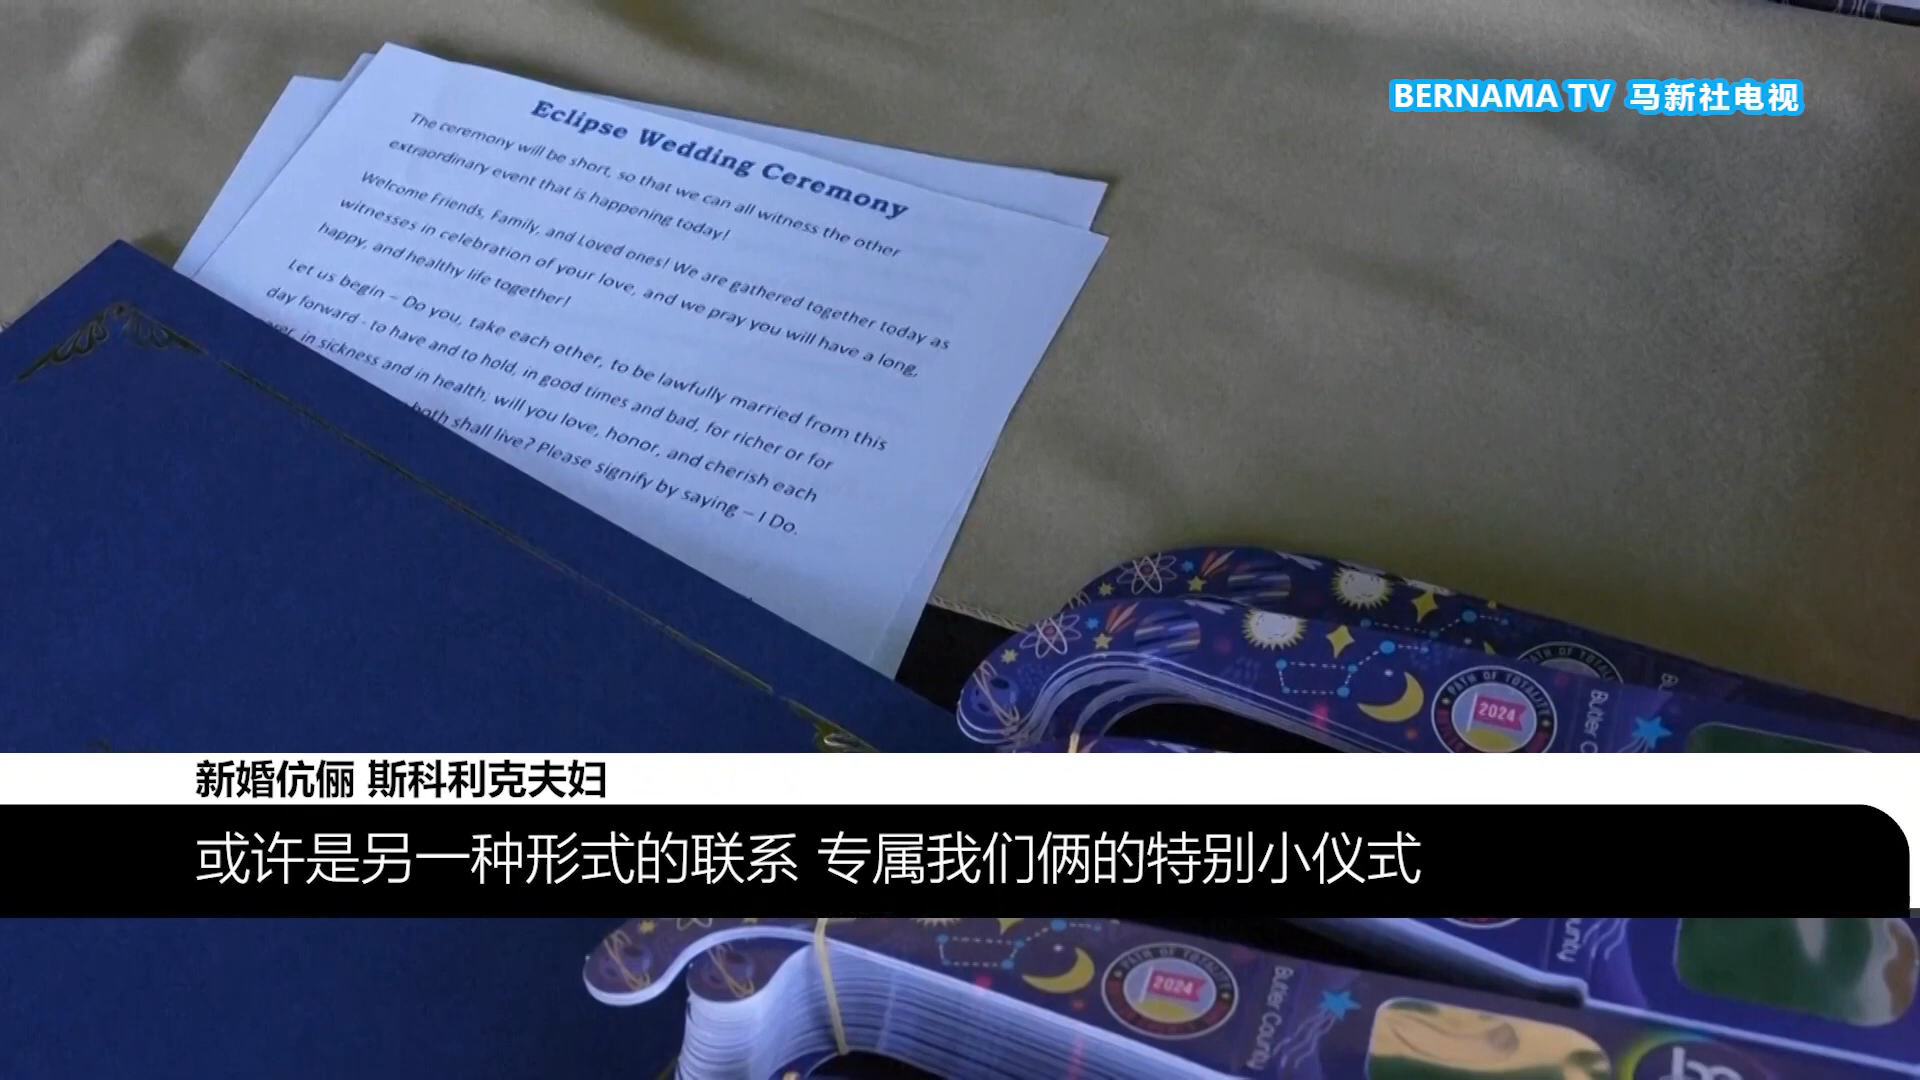 BERNAMA TV 马新社电视
Eclipse Wedding Ceremony
The ceremony will be short, so that we can all witness the other
extraordinary event that is happening today!
Welcome Friends, Family, and Loved ones! We are gathered together today as
witnesses in celebration of your love, and we pray you will have a long,
happy, and healthy life together!
Let us begin – Do you, take each other, to be lawfully married from this
day forward - to have and to hold, in good times and bad, for richer or for
in sickness and in health, will you love, honor, and cherish each
both shall live? Please signify by saying – I Do.
PATH OF TOTALITY
2024
Butler
新婚伉俪 斯科利克夫妇
或许是另一种形式的联系 专属我们俩的特别小仪式
PATH OF TOTALITY
2024
Butler County